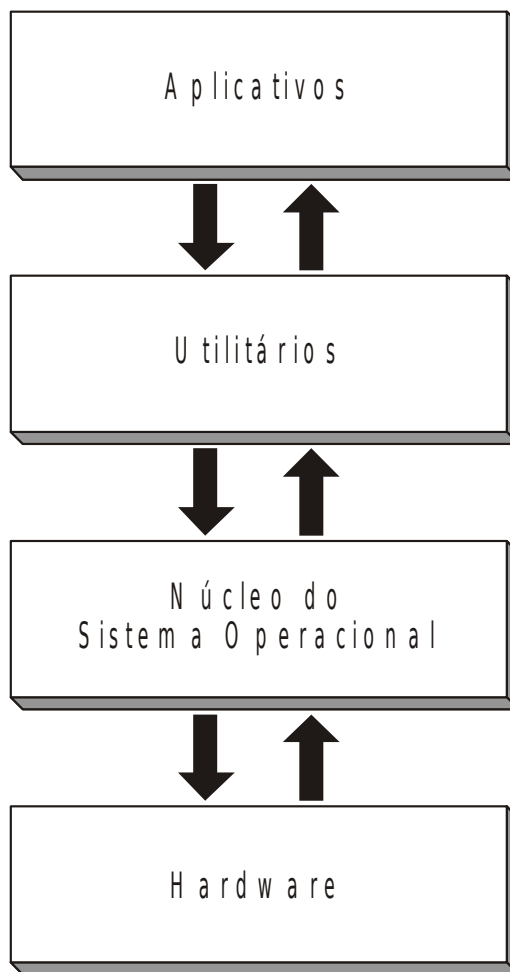 Aplicativos
Utilitários
Núcleo do
Sistema Operacional
Hardware